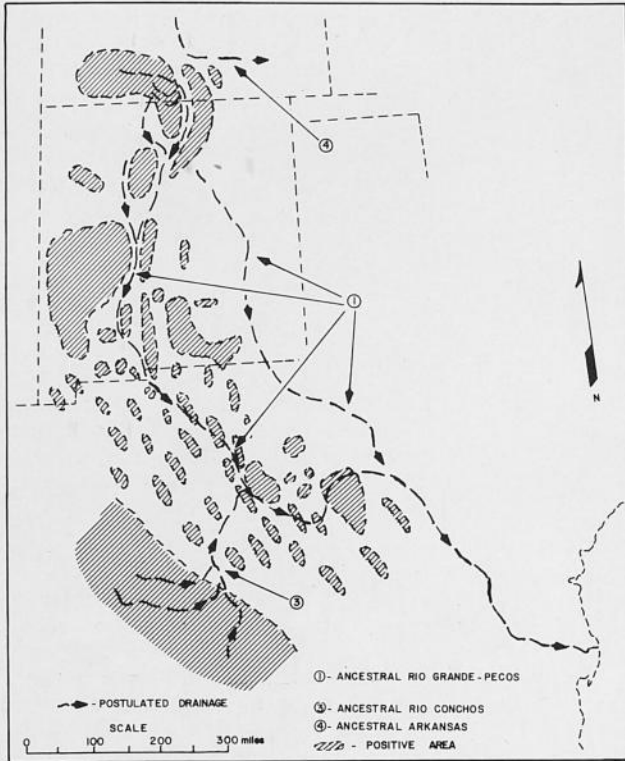 ④
①
N
③
① - ANCESTRAL RIO GRANDE - PECOS
- POSTULATED DRAINAGE
③ - ANCESTRAL RIO CONCHOS
④ - ANCESTRAL ARKANSAS
- POSITIVE AREA
SCALE
0 100 200 300 miles